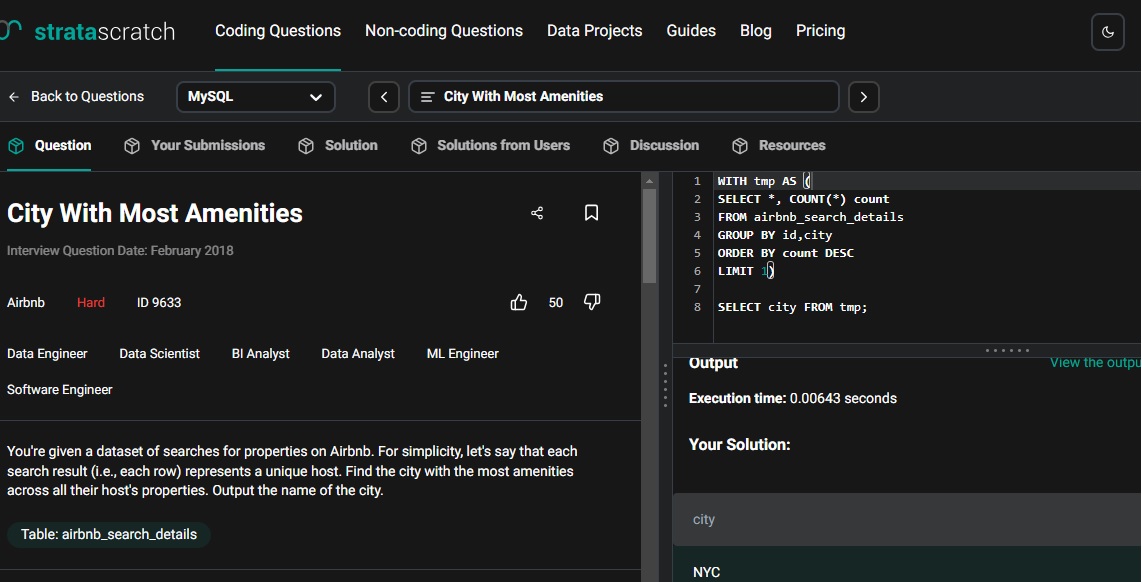 stratascratch
Coding Questions
Non-coding Questions
Data Projects
Guides
Blog
Pricing
Back to Questions
MySQL
City With Most Amenities
Question
Your Submissions
Solution
Solutions from Users
Discussion
Resources
City With Most Amenities
Interview Question Date: February 2018
Airbnb
Hard
ID 9633
50
Data Engineer
Data Scientist
BI Analyst
Data Analyst
ML Engineer
Software Engineer
You're given a dataset of searches for properties on Airbnb. For simplicity, let's say that each
search result (i.e., each row) represents a unique host. Find the city with the most amenities
across all their host's properties. Output the name of the city.
Table: airbnb_search_details
1 WITH tmp AS (
2 SELECT *, COUNT(*) count
3 FROM airbnb_search_details
4 GROUP BY id,city
5 ORDER BY count DESC
6 LIMIT 1)
7
8 SELECT city FROM tmp;
Output
View the outpu
Execution time: 0.00643 seconds
Your Solution:
city
NYC